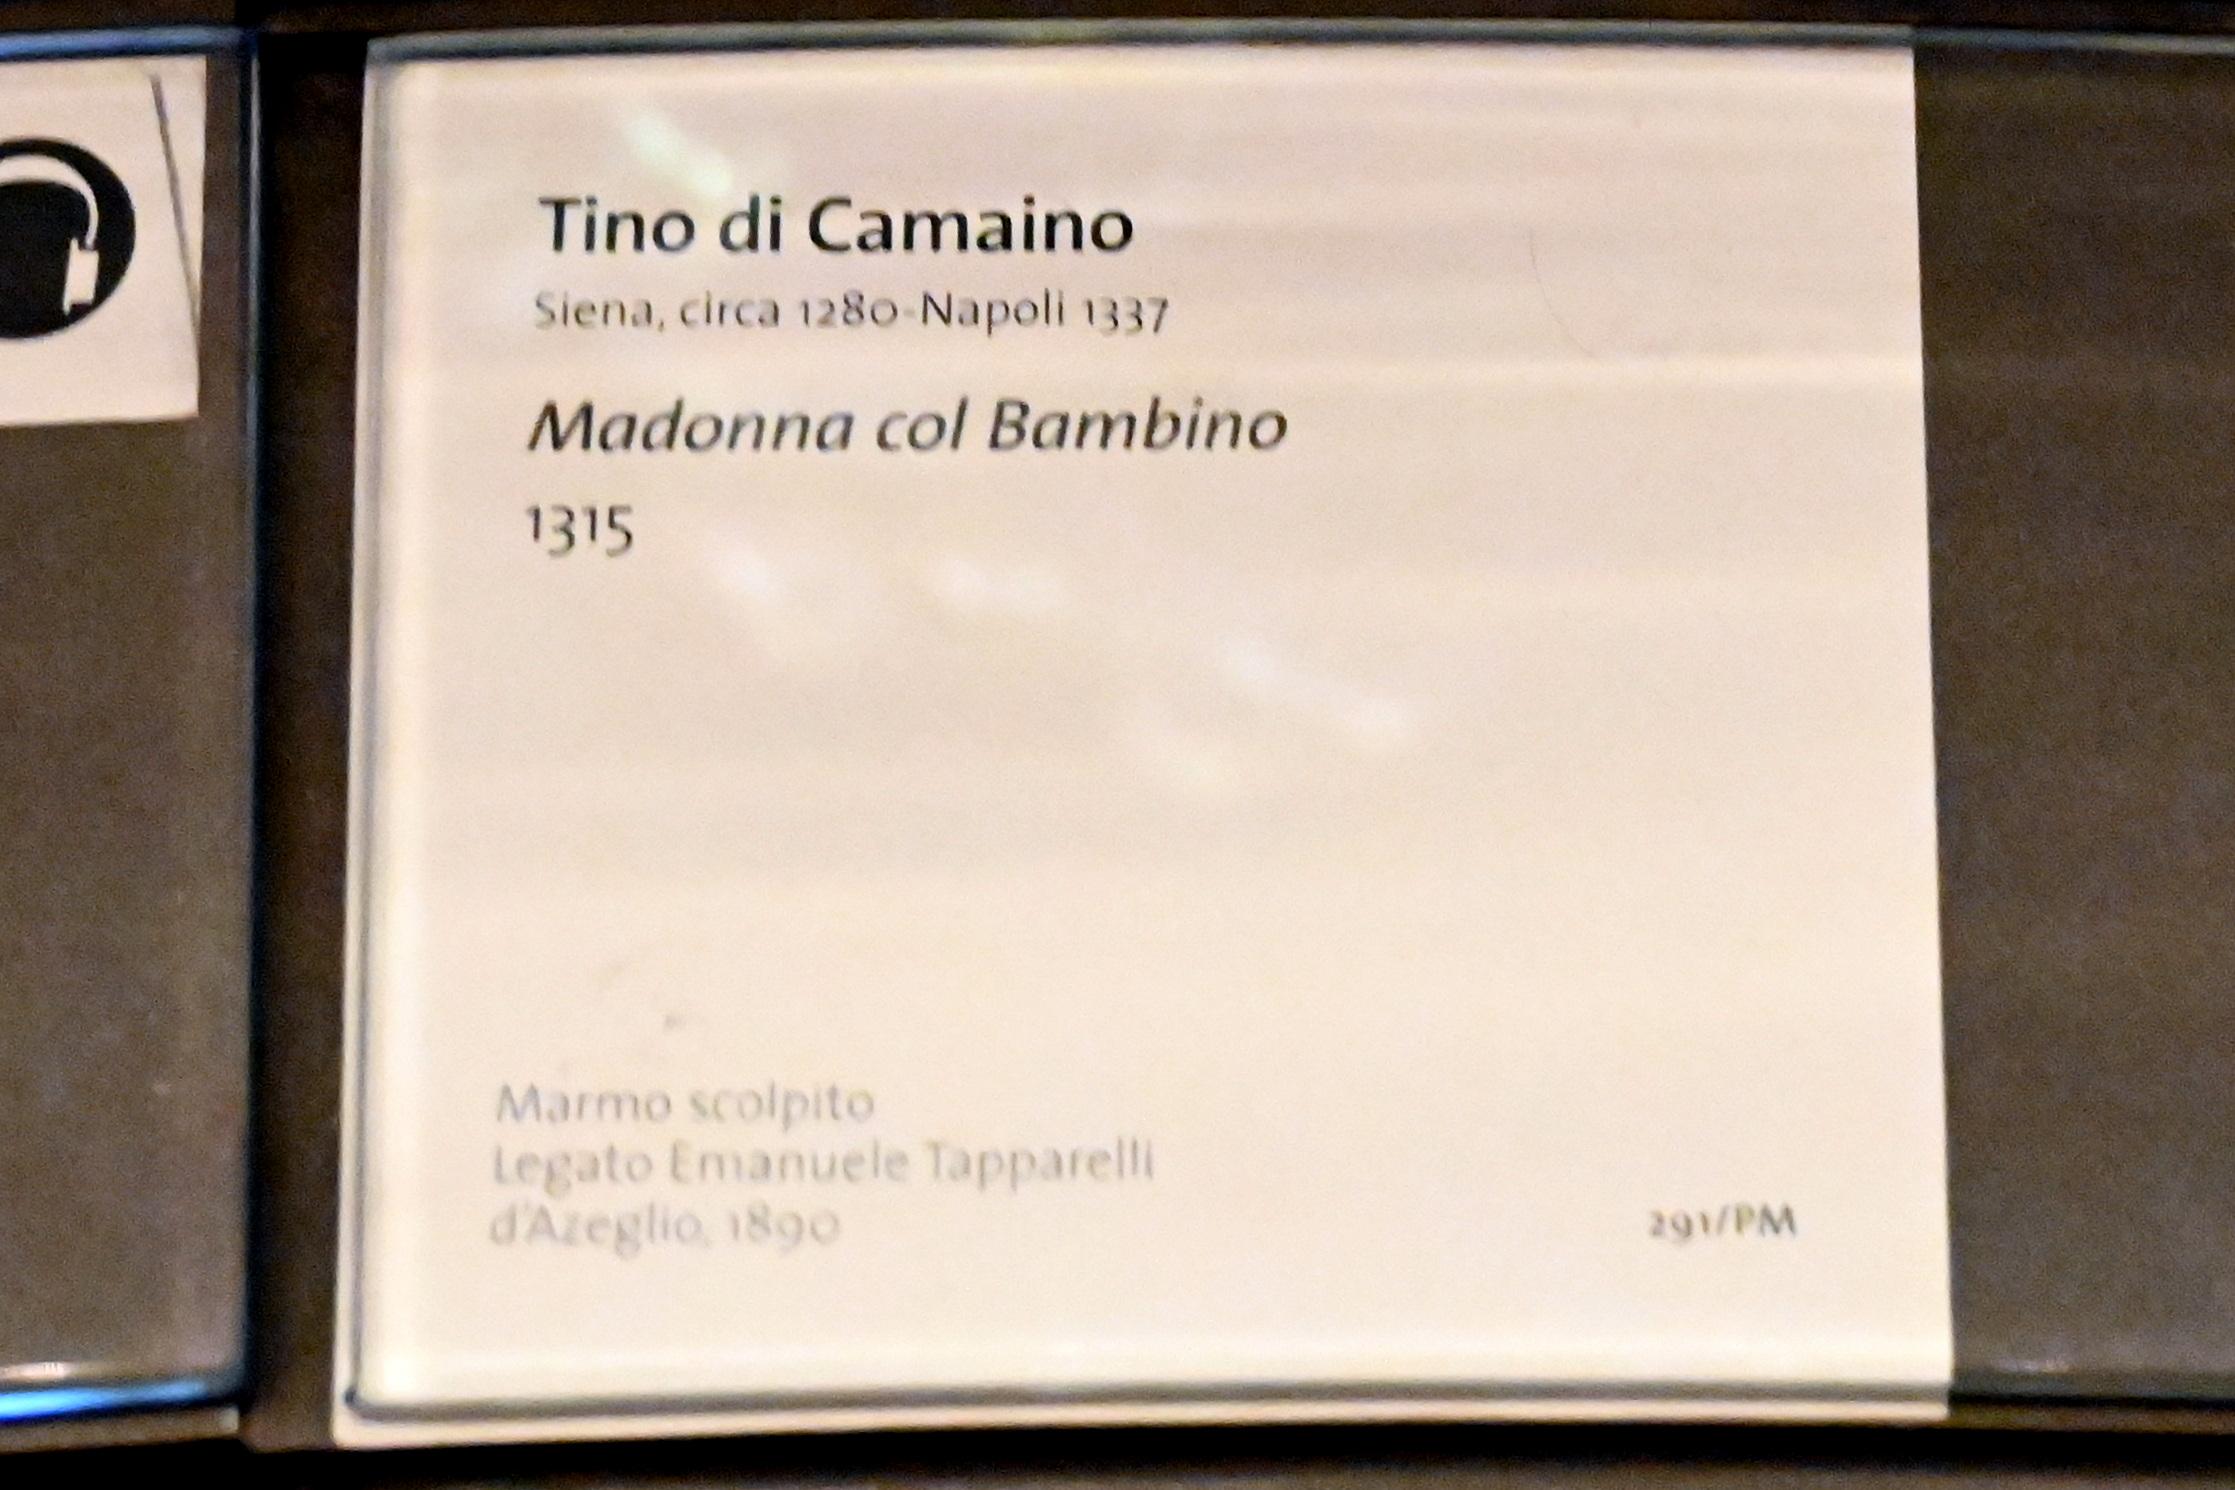 Tino di Camaino
Siena, circa 1280-Napoli 1337
Madonna col Bambino
1315
Marmo scolpito
Legato Emanuele Tapparelli
d'Azeglio, 1890
291/PM